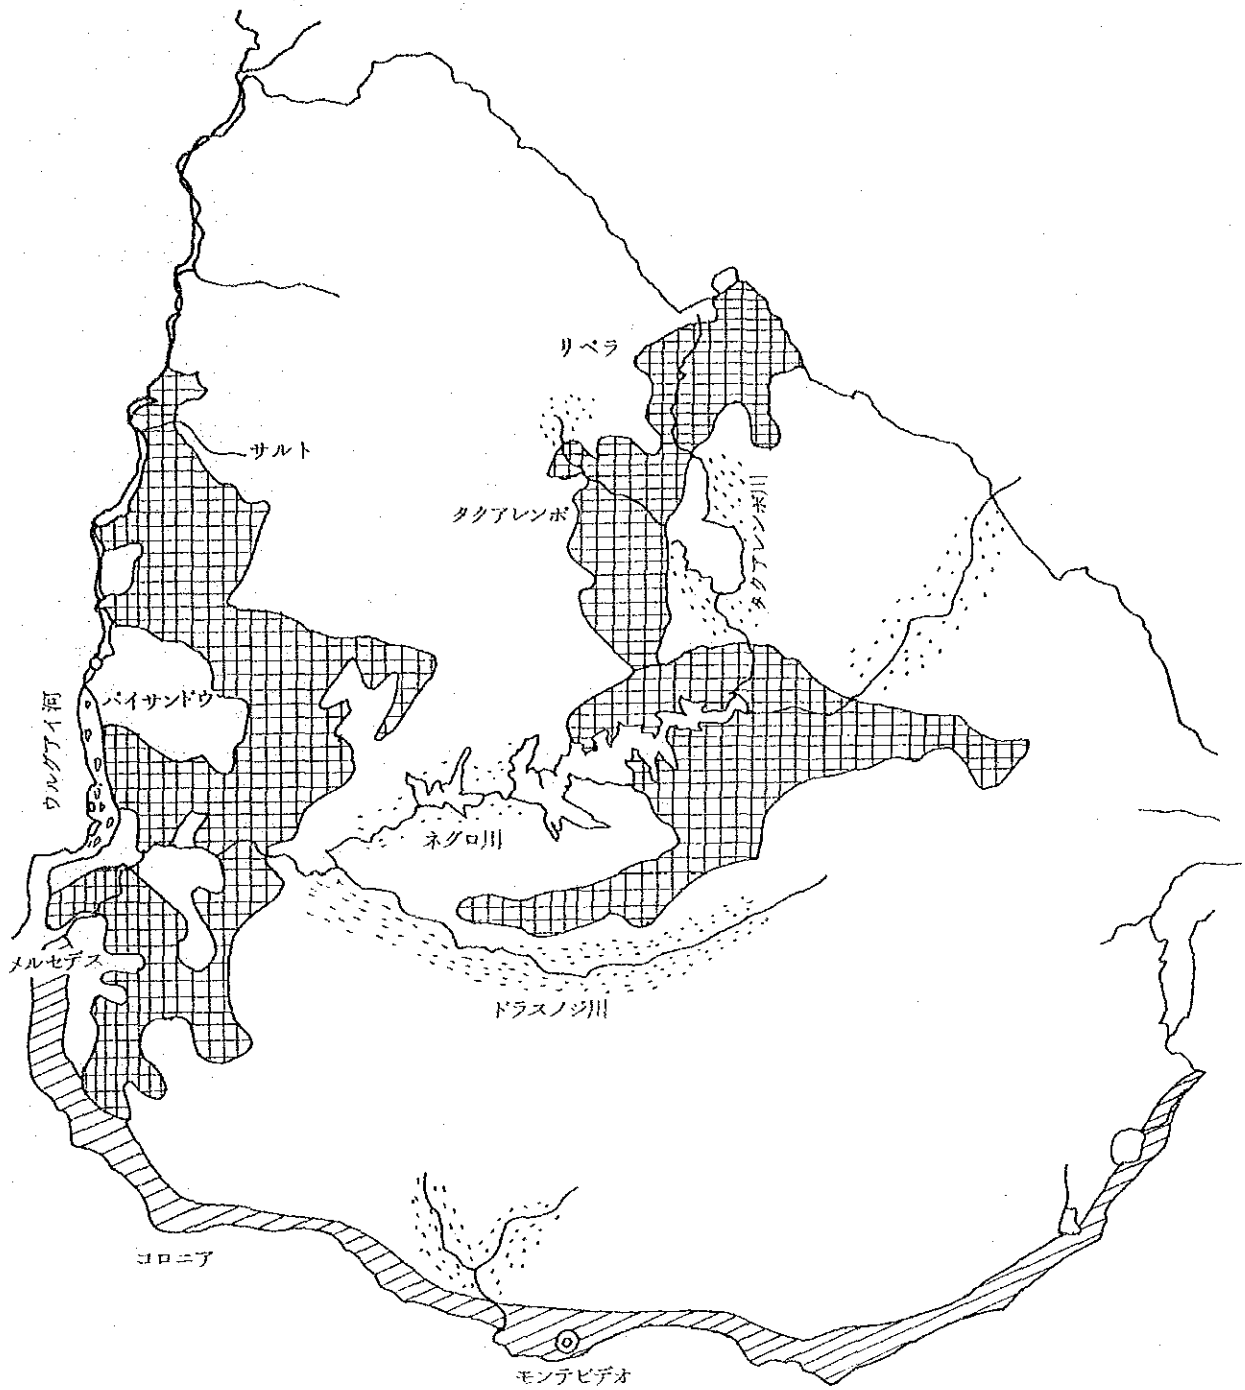 リベラ
サルト
タクアレンボ
タクアレンボ川
ウルグアイ河
パイサンドウ
ネグロ川
メルセデス
ドラスノジ川
コロニア
モンテビデオ